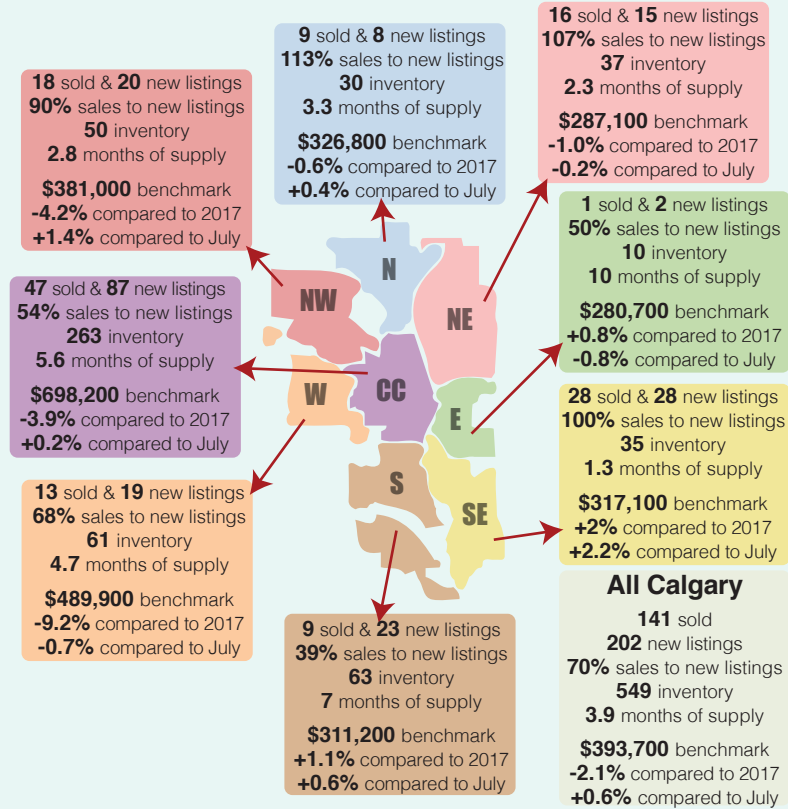 9 sold & 8 new listings
113% sales to new listings
30 inventory
3.3 months of supply
$326,800 benchmark
-0.6% compared to 2017
+0.4% compared to July
16 sold & 15 new listings
107% sales to new listings
37 inventory
2.3 months of supply
$287,100 benchmark
-1.0% compared to 2017
-0.2% compared to July
18 sold & 20 new listings
90% sales to new listings
50 inventory
2.8 months of supply
$381,000 benchmark
-4.2% compared to 2017
+1.4% compared to July
1 sold & 2 new listings
50% sales to new listings
10 inventory
10 months of supply
$280,700 benchmark
+0.8% compared to 2017
-0.8% compared to July
47 sold & 87 new listings
54% sales to new listings
263 inventory
5.6 months of supply
$698,200 benchmark
-3.9% compared to 2017
+0.2% compared to July
N
NW
NE
W
CC
E
S
SE
28 sold & 28 new listings
100% sales to new listings
35 inventory
1.3 months of supply
$317,100 benchmark
+2% compared to 2017
+2.2% compared to July
13 sold & 19 new listings
68% sales to new listings
61 inventory
4.7 months of supply
$489,900 benchmark
-9.2% compared to 2017
-0.7% compared to July
9 sold & 23 new listings
39% sales to new listings
63 inventory
7 months of supply
$311,200 benchmark
+1.1% compared to 2017
+0.6% compared to July
All Calgary
141 sold
202 new listings
70% sales to new listings
549 inventory
3.9 months of supply
$393,700 benchmark
-2.1% compared to 2017
+0.6% compared to July